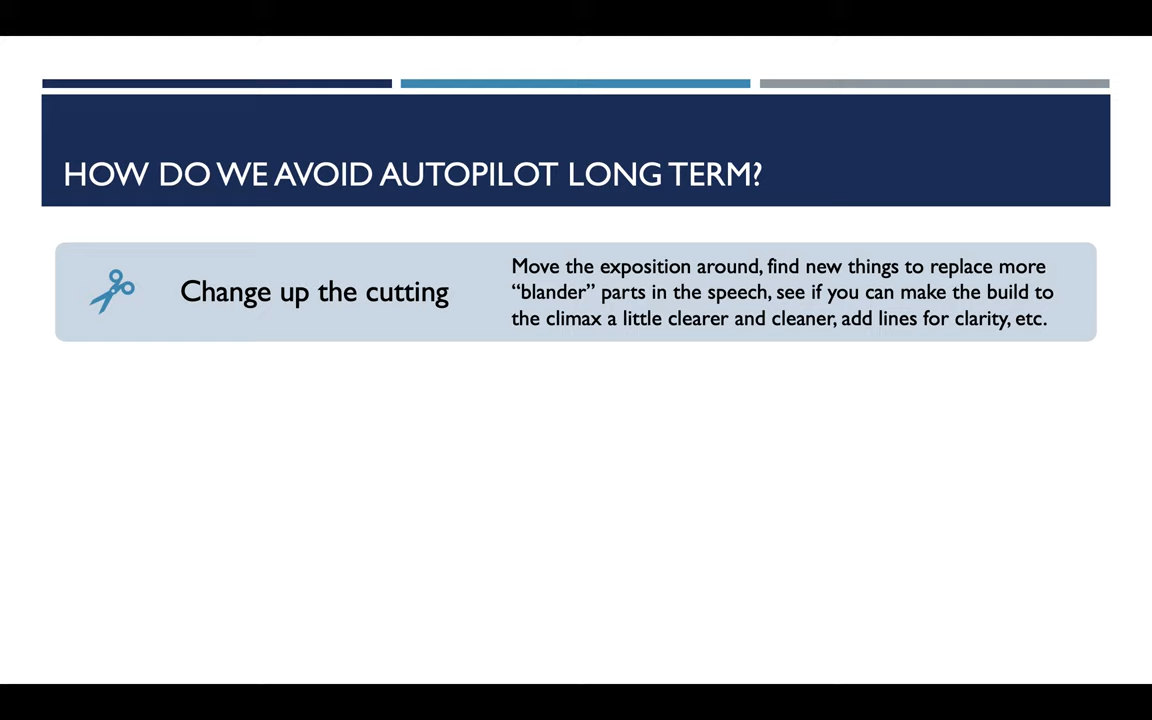 HOW DO WE AVOID AUTOPILOT LONG TERM?
Change up the cutting
Move the exposition around, find new things to replace more
“blander” parts in the speech, see if you can make the build to
the climax a little clearer and cleaner, add lines for clarity, etc.